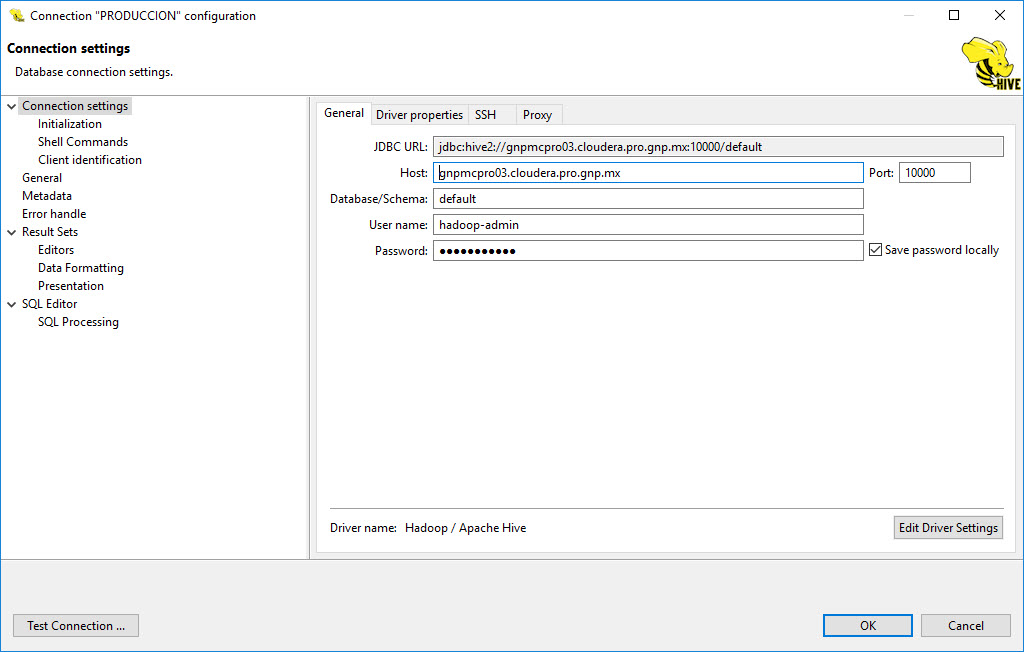 Connection "PRODUCCION" configuration
Connection settings
Database connection settings.
HIVE
Connection settings
Initialization
Shell Commands
Client identification
General
Metadata
Error handle
Result Sets
Editors
Data Formatting
Presentation
SQL Editor
SQL Processing
General Driver properties SSH Proxy
JDBC URL: jdbc:hive2://gnpmcpro03.cloudera.pro.gnp.mx:10000/default
Host: gnpmcpro03.cloudera.pro.gnp.mx Port: 10000
Database/Schema: default
User name: hadoop-admin
Password: ●●●●●●●●●●● Save password locally
Driver name: Hadoop / Apache Hive Edit Driver Settings
Test Connection ... OK Cancel